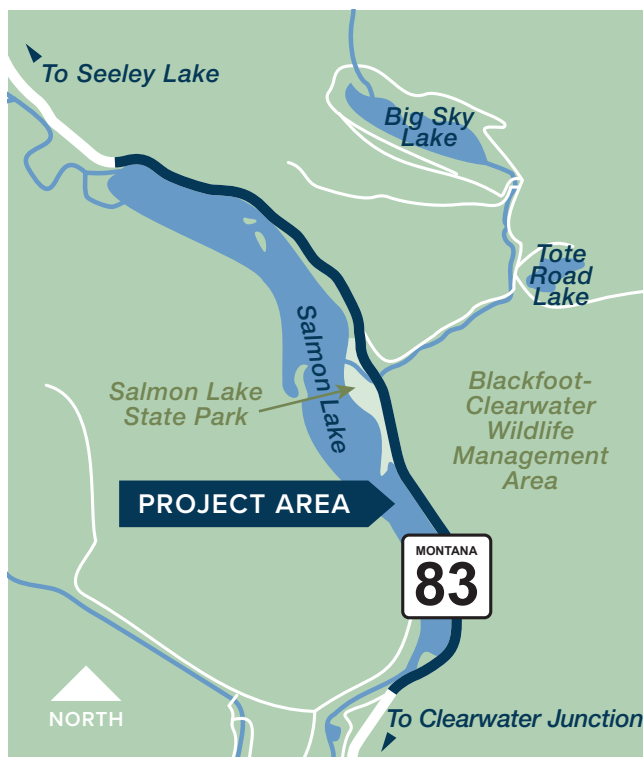 To Seeley Lake
Big Sky
Lake
Tote
Road
Lake
Salmon Lake
Salmon Lake
State Park
Blackfoot-
Clearwater
Wildlife
Management
Area
PROJECT AREA
MONTANA
83
NORTH
To Clearwater Junction